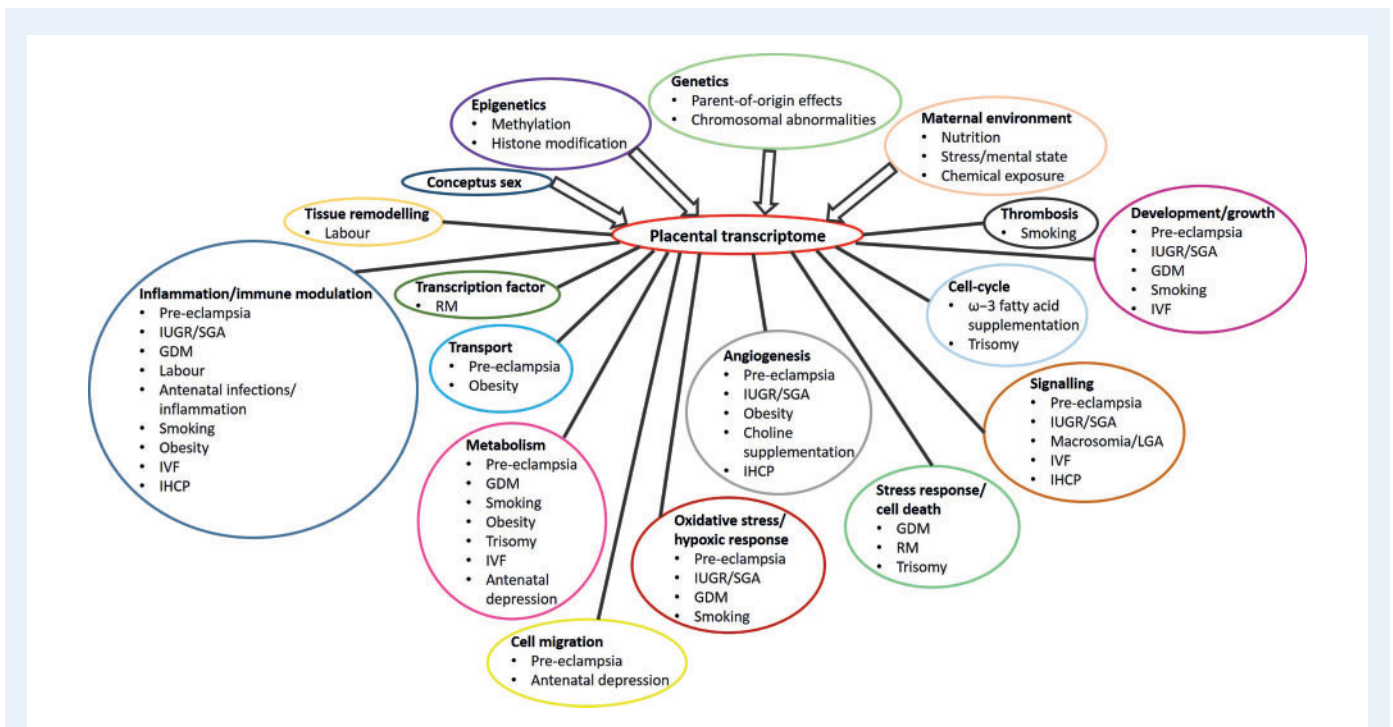 Genetics
• Parent-of-origin effects
• Chromosomal abnormalities
Epigenetics
• Methylation
• Histone modification
Maternal environment
• Nutrition
• Stress/mental state
• Chemical exposure
Conceptus sex
Tissue remodelling
• Labour
Placental transcriptome
Thrombosis
• Smoking
Development/growth
• Pre-eclampsia
• IUGR/SGA
• GDM
• Smoking
• IVF
Inflammation/immune modulation
• Pre-eclampsia
• IUGR/SGA
• GDM
• Labour
• Antenatal infections/
inflammation
• Smoking
• Obesity
• IVF
• IHCP
Transcription factor
• RM
Cell-cycle
• ω–3 fatty acid
supplementation
• Trisomy
Transport
• Pre-eclampsia
• Obesity
Angiogenesis
• Pre-eclampsia
• IUGR/SGA
• Obesity
• Choline
supplementation
• IHCP
Signalling
• Pre-eclampsia
• IUGR/SGA
• Macrosomia/LGA
• IVF
• IHCP
Metabolism
• Pre-eclampsia
• GDM
• Smoking
• Obesity
• Trisomy
• IVF
• Antenatal
depression
Oxidative stress/
hypoxic response
• Pre-eclampsia
• IUGR/SGA
• GDM
• Smoking
Stress response/
cell death
• GDM
• RM
• Trisomy
Cell migration
• Pre-eclampsia
• Antenatal depression